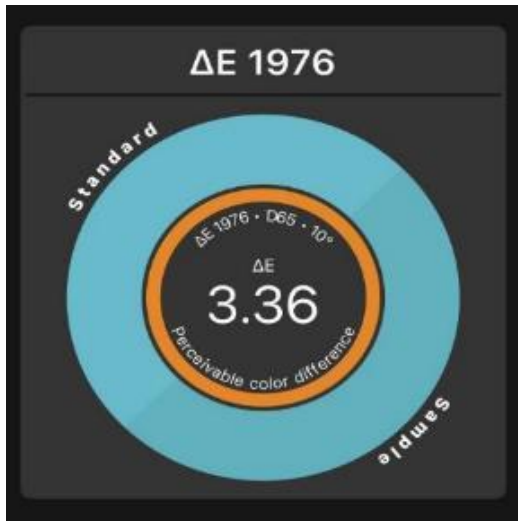 ΔE 1976
Standard
ΔE 1976 • D65 • 10°
ΔE
3.36
Perceivable color difference
Sample